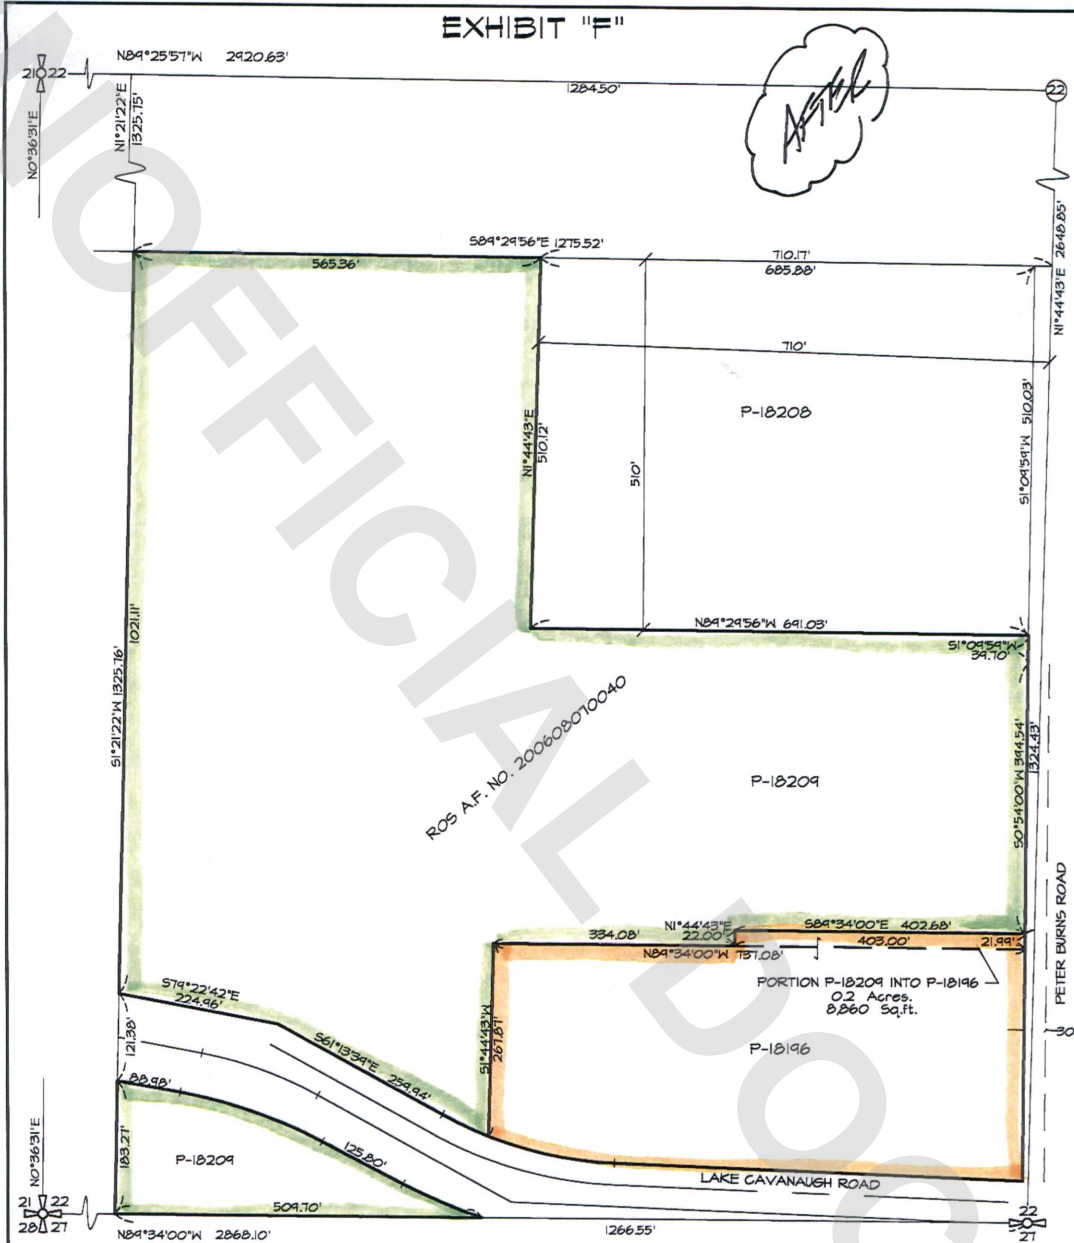 EXHIBIT "F"
N89°25'57"W 2920.63'
21 22
1284.50'
22
AFTER
N0°36'31"E
N1°21'22"E
1325.75'
N1°44'43"E 2648.85'
S89°29'56"E 1275.52'
565.36'
710.17'
685.88'
710'
P-18208
N1°44'43"E
510.12'
510'
S1°09'59"W 510.03'
N89°29'56"W 691.03'
S1°09'59"W
39.70'
S1°21'22"W 1325.76'
1021.11'
ROS A.F. NO. 200608070040
P-18209
S0°54'00"W 394.54'
1324.43'
PETER BURNS ROAD
N1°44'43"E
22.00'
S89°34'00"E 402.68'
334.08'
403.00'
21.99'
N89°34'00"W 737.08'
PORTION P-18209 INTO P-18196
0.2 Acres.
8,860 Sq.ft.
P-18196
30
S1°44'43"W
267.87'
S79°22'42"E
224.96'
S61°13'39"E 259.94'
121.38'
88.98'
125.80'
183.27'
P-18209
LAKE CAVANAUGH ROAD
N0°36'31"E
21 22
28 27
509.70'
N89°34'00"W 2868.10'
1266.55'
22
27
NOFFICIAL DOC